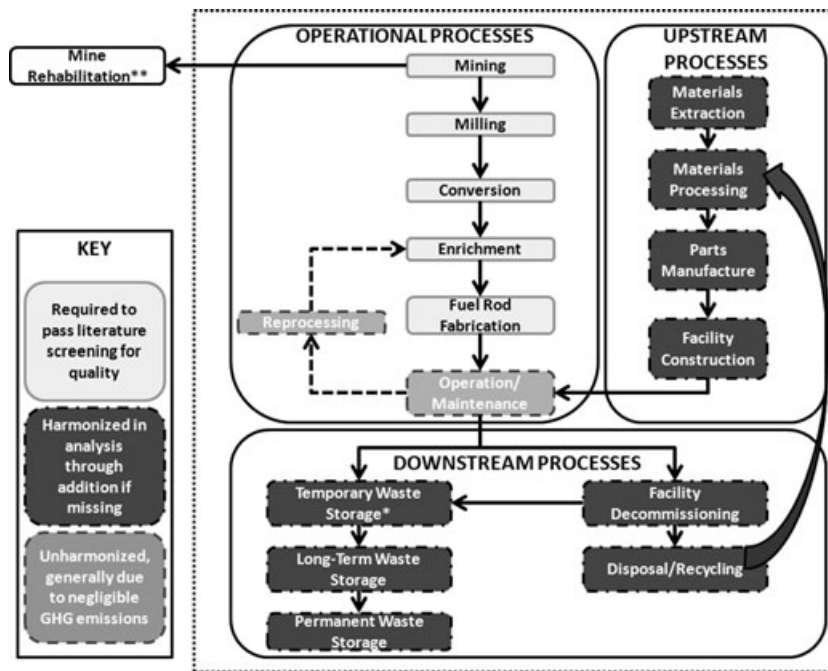 OPERATIONAL PROCESSES
Mining
Milling
Conversion
Enrichment
Fuel Rod
Fabrication
Operation/
Maintenance
Reprocessing
Mine
Rehabilitation**
UPSTREAM
PROCESSES
Materials
Extraction
Materials
Processing
Parts
Manufacture
Facility
Construction
KEY
Required to
pass literature
screening for
quality
Harmonized in
analysis
through
addition if
missing
Unharmonized,
generally due
to negligible
GHG emissions
DOWNSTREAM PROCESSES
Temporary Waste
Storage*
Long-Term Waste
Storage
Permanent Waste
Storage
Facility
Decommissioning
Disposal/Recycling